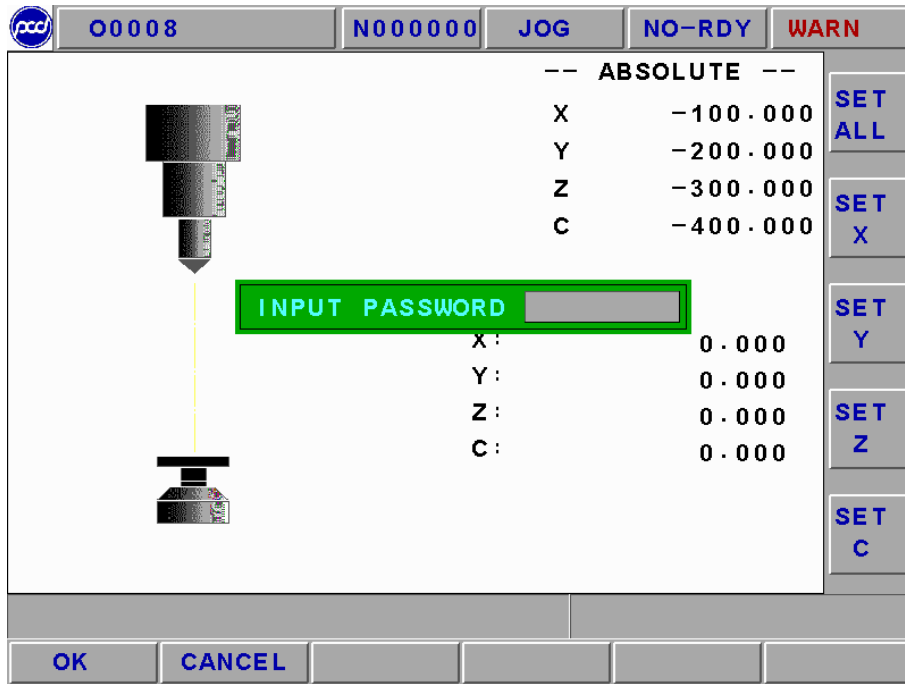 pcd O0008 N000000 JOG NO-RDY WARN
-- ABSOLUTE --
X -100.000
Y -200.000
Z -300.000
C -400.000
INPUT PASSWORD
X: 0.000
Y: 0.000
Z: 0.000
C: 0.000
SET
ALL
SET
X
SET
Y
SET
Z
SET
C
OK CANCEL